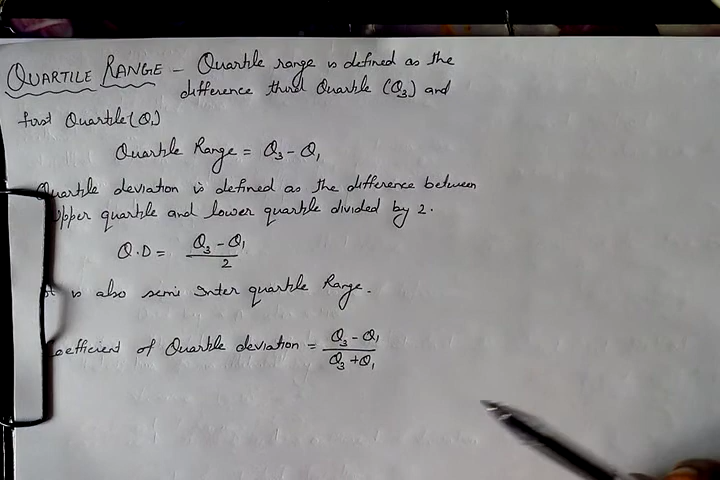 QUARTILE RANGE - Quartile range is defined as the
difference third Quartile (Q₃) and
first Quartile (Q₁)
Quartile Range = Q₃ - Q₁
Quartile deviation is defined as the difference between
upper quartile and lower quartile divided by 2.
Q.D = (Q₃ - Q₁)/2
It is also semi Inter quartile Range.
oefficient of Quartile deviation = (Q₃ - Q₁)/(Q₃ + Q₁)